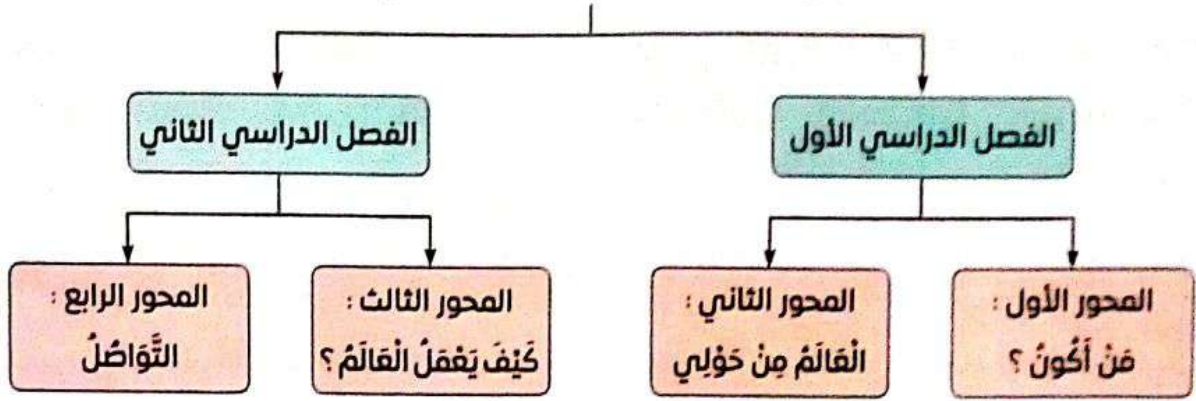 الفصل الدراسي الأول
الفصل الدراسي الثاني
المحور الأول :
مَنْ أَكُونُ ؟
المحور الثاني :
الْعَالَمُ مِنْ حَوْلِي
المحور الثالث :
كَيْفَ يَعْمَلُ الْعَالَمُ ؟
المحور الرابع :
التَّوَاصُلُ